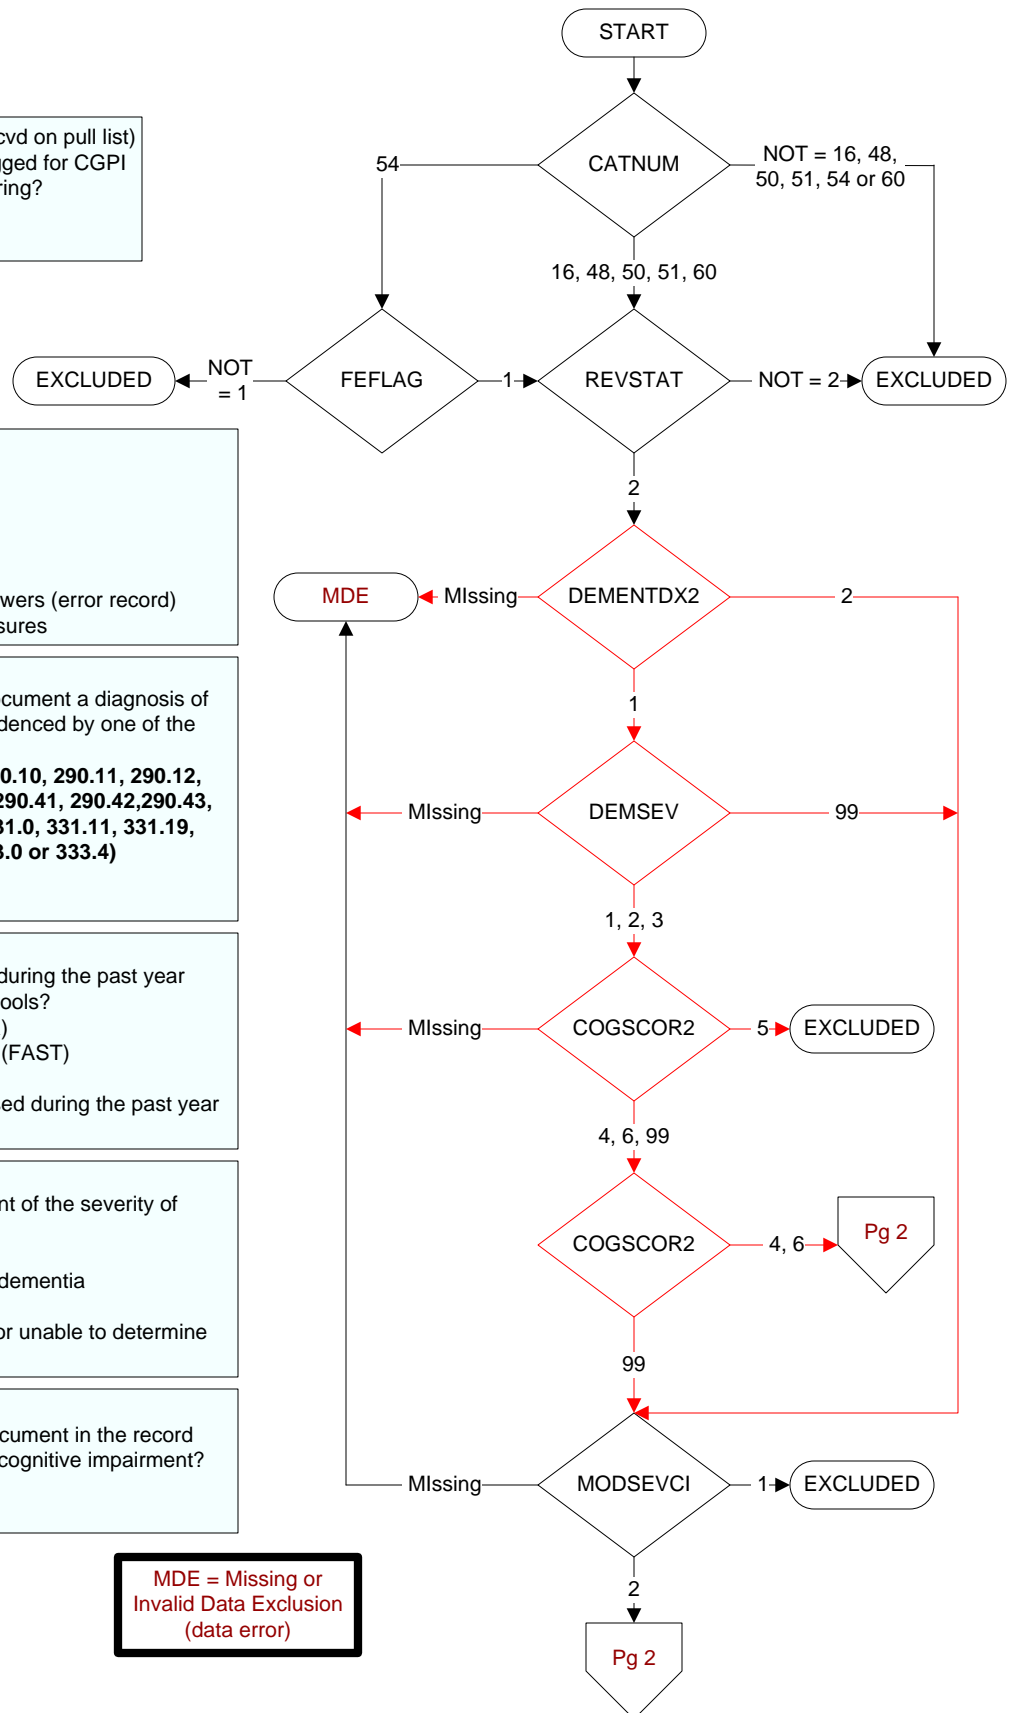 START
cvd on pull list)
gged for CGPI
ring?
54
CATNUM
NOT = 16, 48,
50, 51, 54 or 60
16, 48, 50, 51, 60
EXCLUDED
NOT
= 1
FEFLAG
1
REVSTAT
NOT = 2
EXCLUDED
2
wers (error record)
sures
MDE
MIssing
DEMENTDX2
2
1
cument a diagnosis of
denced by one of the
0.10, 290.11, 290.12,
290.41, 290.42,290.43,
31.0, 331.11, 331.19,
3.0 or 333.4)
MIssing
DEMSEV
99
1, 2, 3
during the past year
ools?
)
(FAST)
ed during the past year
MIssing
COGSCOR2
5
EXCLUDED
4, 6, 99
nt of the severity of
dementia
or unable to determine
COGSCOR2
4, 6
Pg 2
99
cument in the record
cognitive impairment?
MIssing
MODSEVCI
1
EXCLUDED
2
MDE = Missing or
Invalid Data Exclusion
(data error)
Pg 2